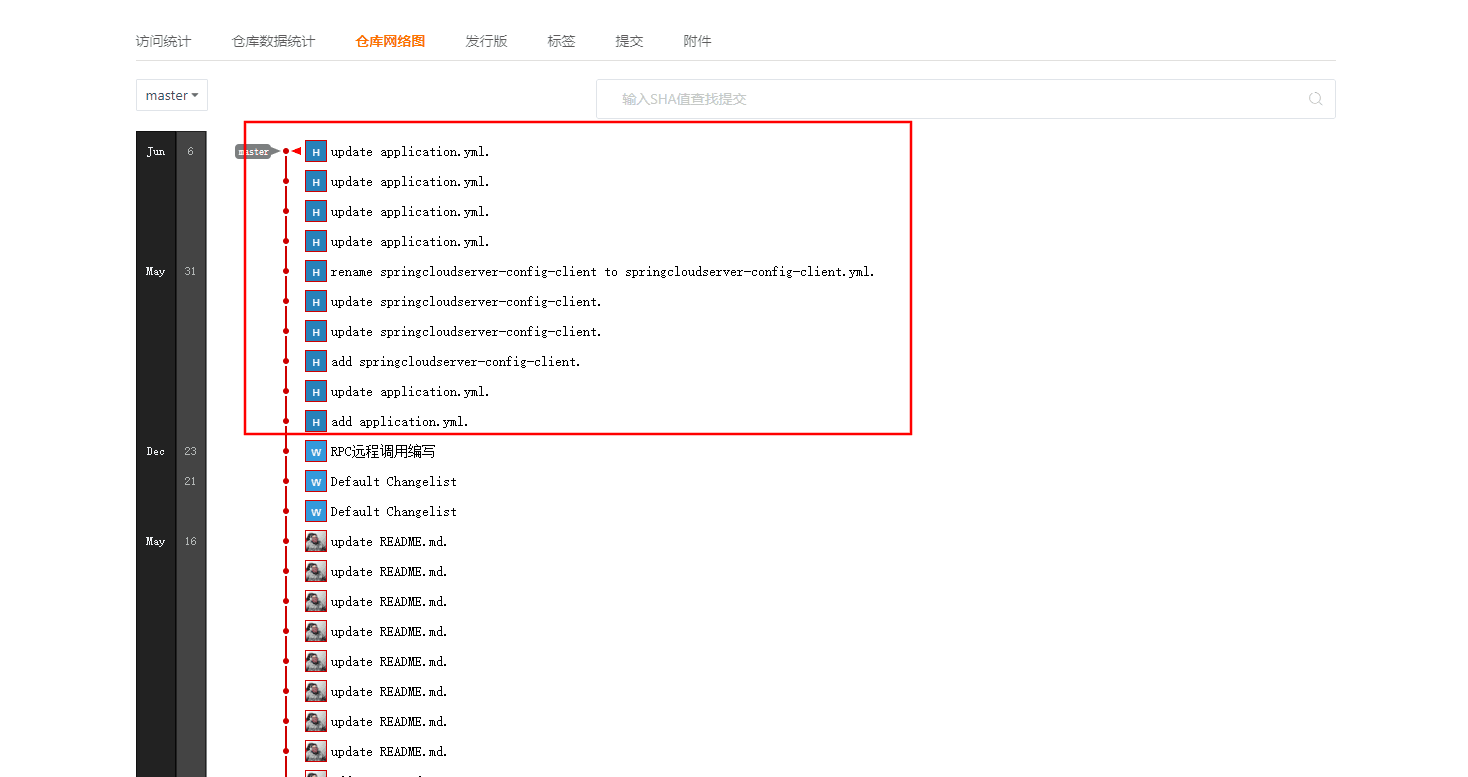 访问统计 仓库数据统计 仓库网络图 发行版 标签 提交 附件
master 输入SHA值查找提交
Jun 6 master H update application.yml.
H update application.yml.
H update application.yml.
H update application.yml.
May 31 H rename springcloudserver-config-client to springcloudserver-config-client.yml.
H update springcloudserver-config-client.
H update springcloudserver-config-client.
H add springcloudserver-config-client.
H update application.yml.
H add application.yml.
Dec 23 W RPC远程调用编写
21 W Default Changelist
W Default Changelist
May 16 update README.md.
update README.md.
update README.md.
update README.md.
update README.md.
update README.md.
update README.md.
update README.md.